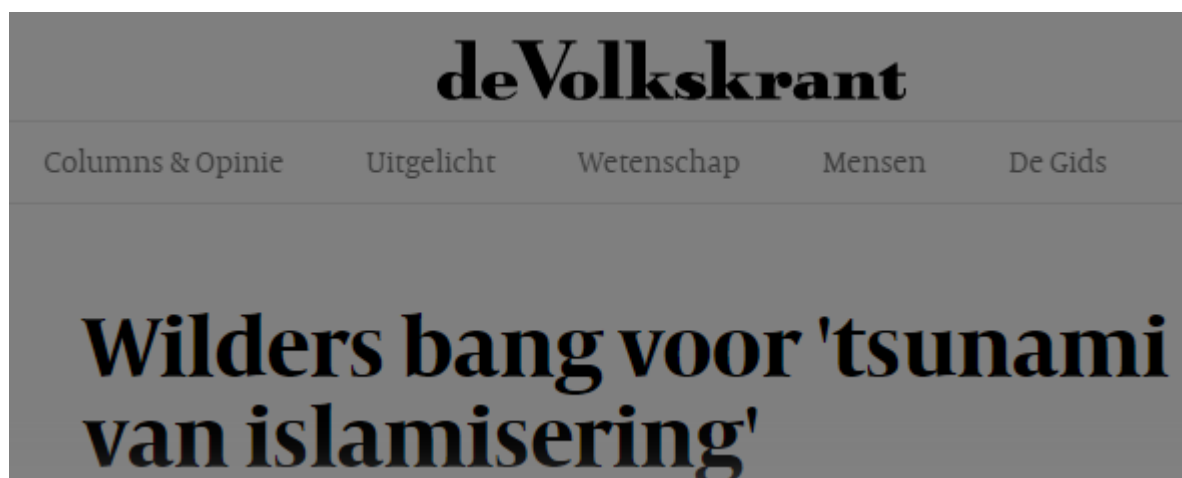 deVolkskrant
Columns & Opinie Uitgelicht Wetenschap Mensen De Gids
Wilders bang voor 'tsunami
van islamisering'